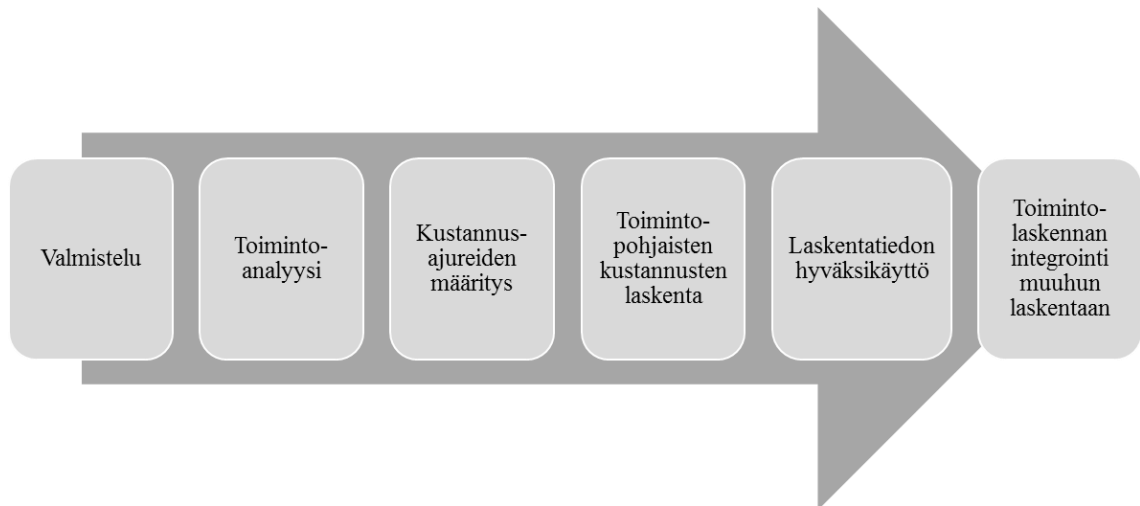 Valmistelu
Toiminto-
analyysi
Kustannus-
ajureiden
määritys
Toiminto-
pohjaisten
kustannusten
laskenta
Laskentatiedon
hyväksikäyttö
Toiminto-
laskennan
integrointi
muuhun
laskentaan